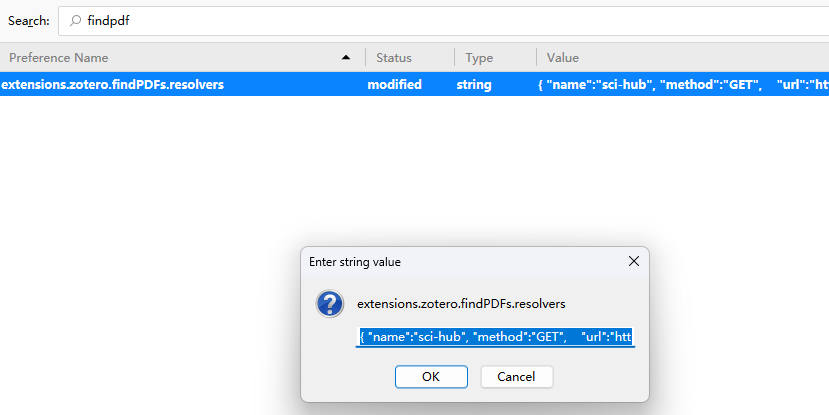 Search: findpdf
Preference Name Status Type Value
extensions.zotero.findPDFs.resolvers modified string { "name":"sci-hub", "method":"GET", "url":"htt
Enter string value
extensions.zotero.findPDFs.resolvers
{ "name":"sci-hub", "method":"GET", "url":"htt
OK Cancel